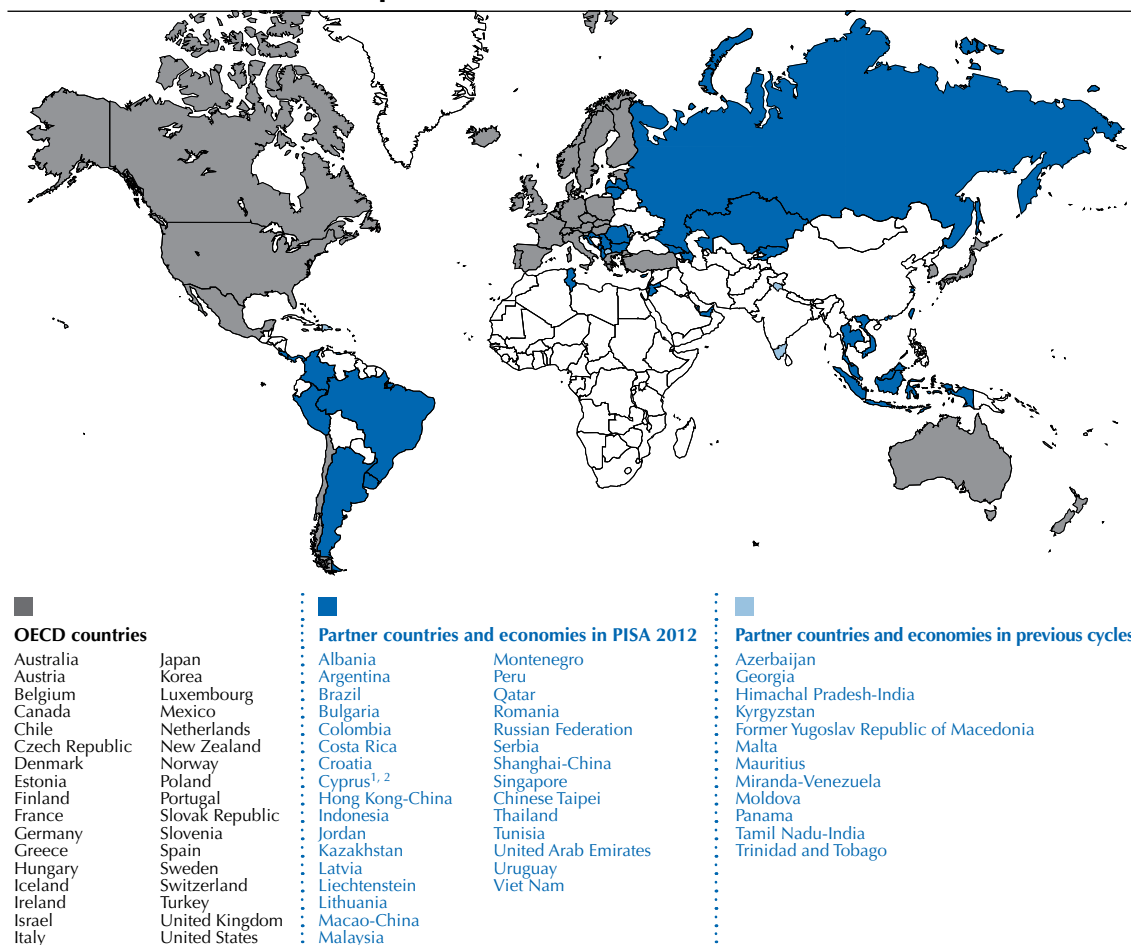 OECD countries
Australia
Austria
Belgium
Canada
Chile
Czech Republic
Denmark
Estonia
Finland
France
Germany
Greece
Hungary
Iceland
Ireland
Israel
Italy
Japan
Korea
Luxembourg
Mexico
Netherlands
New Zealand
Norway
Poland
Portugal
Slovak Republic
Slovenia
Spain
Sweden
Switzerland
Turkey
United Kingdom
United States
Partner countries and economies in PISA 2012
Albania
Argentina
Brazil
Bulgaria
Colombia
Costa Rica
Croatia
Cyprus1, 2
Hong Kong-China
Indonesia
Jordan
Kazakhstan
Latvia
Liechtenstein
Lithuania
Macao-China
Malaysia
Montenegro
Peru
Qatar
Romania
Russian Federation
Serbia
Shanghai-China
Singapore
Chinese Taipei
Thailand
Tunisia
United Arab Emirates
Uruguay
Viet Nam
Partner countries and economies in previous cycles
Azerbaijan
Georgia
Himachal Pradesh-India
Kyrgyzstan
Former Yugoslav Republic of Macedonia
Malta
Mauritius
Miranda-Venezuela
Moldova
Panama
Tamil Nadu-India
Trinidad and Tobago